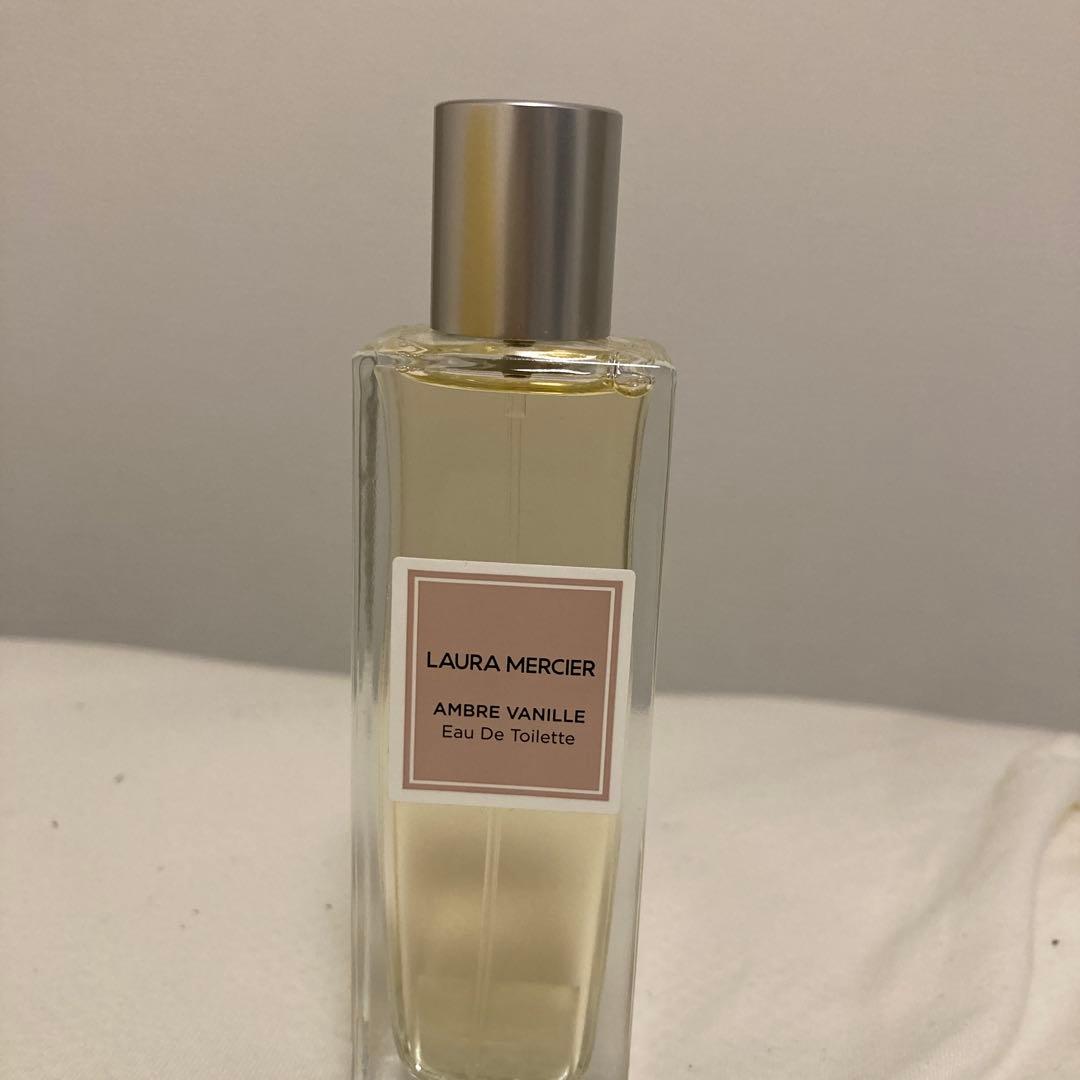 LAURA MERCIER
AMBRE VANILLE
Eau De Toilette